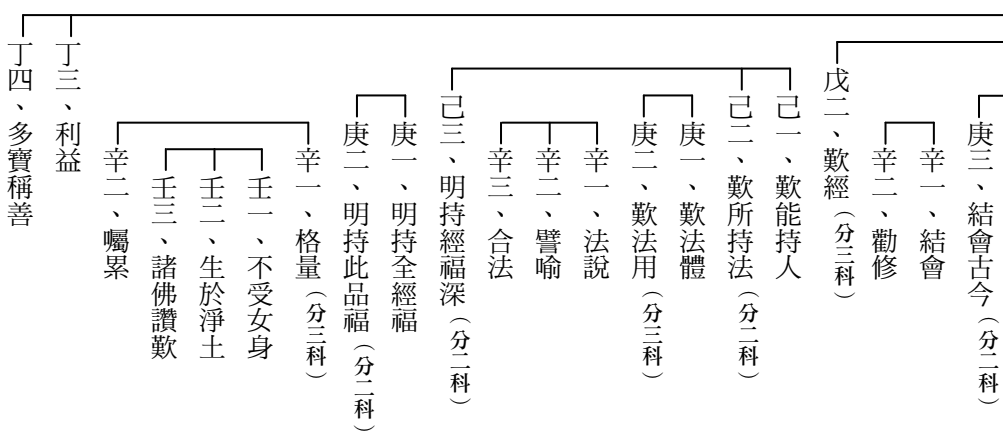 庚三、結會古今（分二科）
辛一、結會
辛二、勸修
戊二、歎經（分三科）
己一、歎能持人
己二、歎所持法（分二科）
庚一、歎法體
庚二、歎法用（分三科）
辛一、法說
辛二、譬喻
辛三、合法
己三、明持經福深（分二科）
庚一、明持全經福
庚二、明持此品福（分二科）
辛一、格量（分三科）
壬一、不受女身
壬二、生於淨土
壬三、諸佛讚歎
辛二、囑累
丁三、利益
丁四、多寶稱善